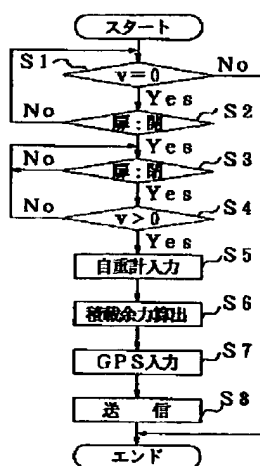 スタート
S1
v=0
No
Yes
S2
No
扉:開
Yes
S3
No
扉:閉
Yes
S4
No
v>0
Yes
S5
自重計入力
S6
積載余力算出
S7
GPS入力
S8
送 信
エンド